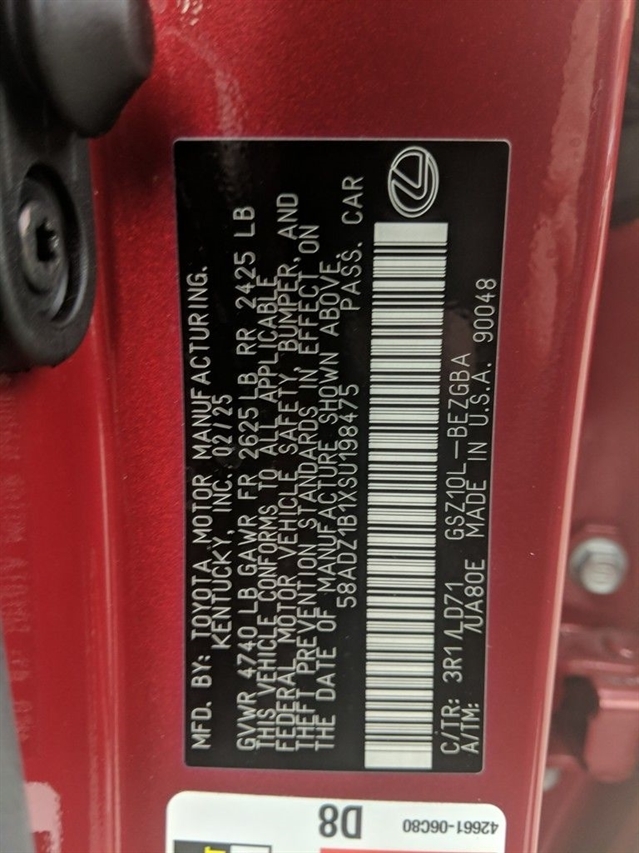 MFD. BY: TOYOTA MOTOR MANUFACTURING.
KENTUCKY, INC. 02/25
GVWR 4740 LB GAWR FR 2625 LB RR 2425 LB
THIS VEHICLE CONFORMS TO ALL APPLICABLE
FEDERAL MOTOR VEHICLE SAFETY, BUMPER, AND
THEFT PREVENTION STANDARDS IN EFFECT ON
THE DATE OF MANUFACTURE SHOWN ABOVE.
58ADZ1B1XSU198475 PASS. CAR
C/TR: 3R1/LD71 GSZ10L-BEZGBA
A/TM: /UA80E MADE IN U.S.A. 90048
D8
42661-06C80